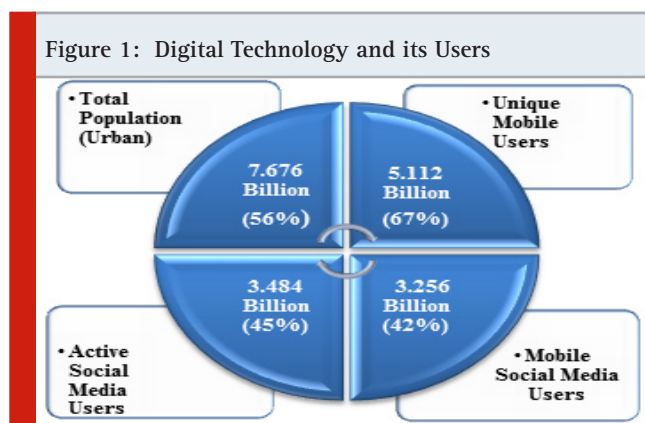 Figure 1: Digital Technology and its Users
• Total
Population
(Urban)
• Unique
Mobile
Users
7.676
Billion
(56%)
5.112
Billion
(67%)
3.484
Billion
(45%)
3.256
Billion
(42%)
• Active
Social
Media
Users
• Mobile
Social Media
Users